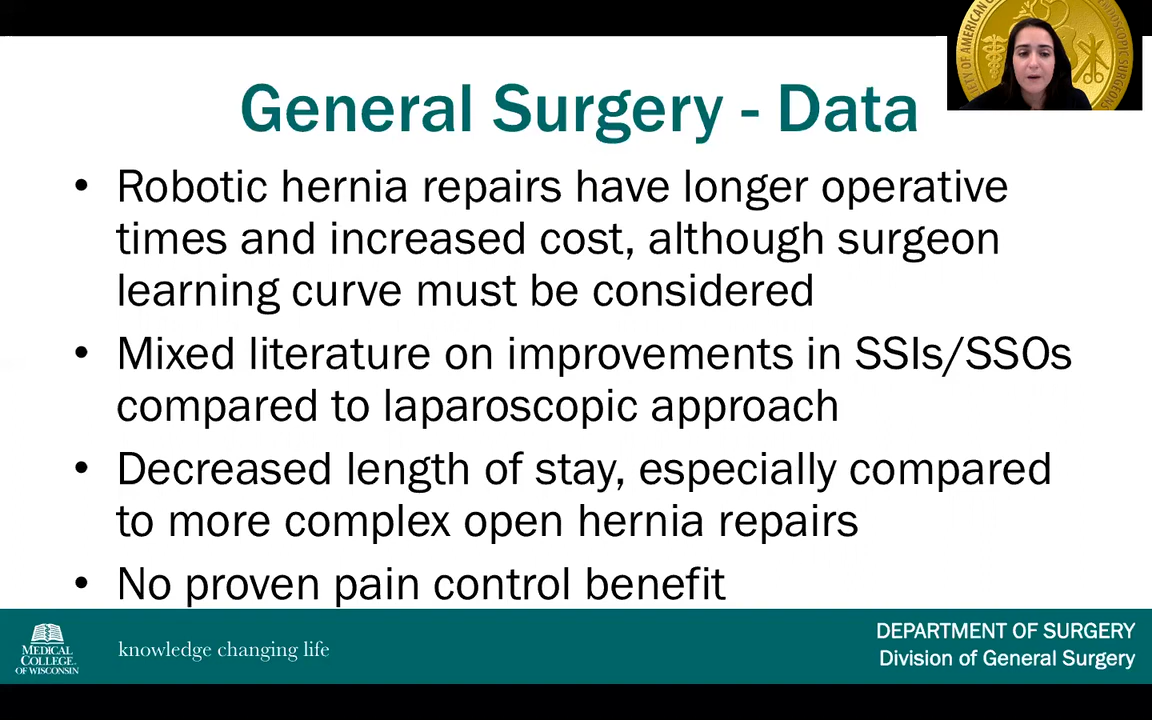 General Surgery - Data
• Robotic hernia repairs have longer operative
times and increased cost, although surgeon
learning curve must be considered
• Mixed literature on improvements in SSIs/SSOs
compared to laparoscopic approach
• Decreased length of stay, especially compared
to more complex open hernia repairs
• No proven pain control benefit
MEDICAL
COLLEGE
OF WISCONSIN
knowledge changing life
DEPARTMENT OF SURGERY
Division of General Surgery
OF AMERICAN
SURGEONS